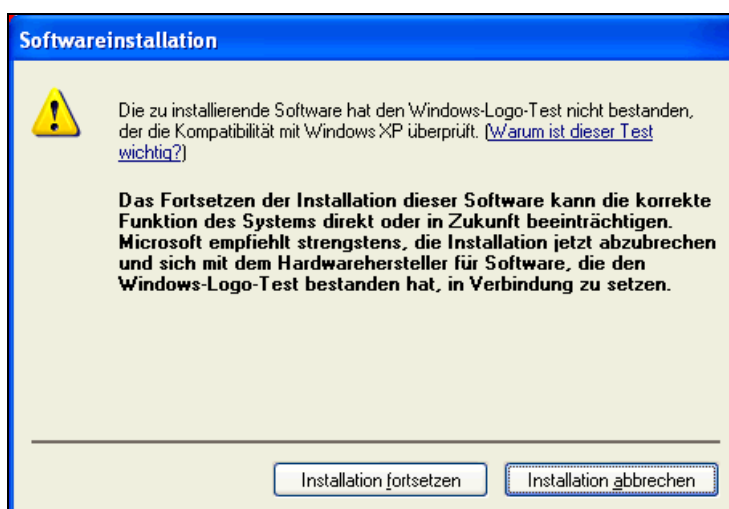 Softwareinstallation
Die zu installierende Software hat den Windows-Logo-Test nicht bestanden,
der die Kompatibilität mit Windows XP überprüft. (Warum ist dieser Test
wichtig?)
Das Fortsetzen der Installation dieser Software kann die korrekte
Funktion des Systems direkt oder in Zukunft beeinträchtigen.
Microsoft empfiehlt strengstens, die Installation jetzt abzubrechen
und sich mit dem Hardwarehersteller für Software, die den
Windows-Logo-Test bestanden hat, in Verbindung zu setzen.
Installation fortsetzen
Installation abbrechen